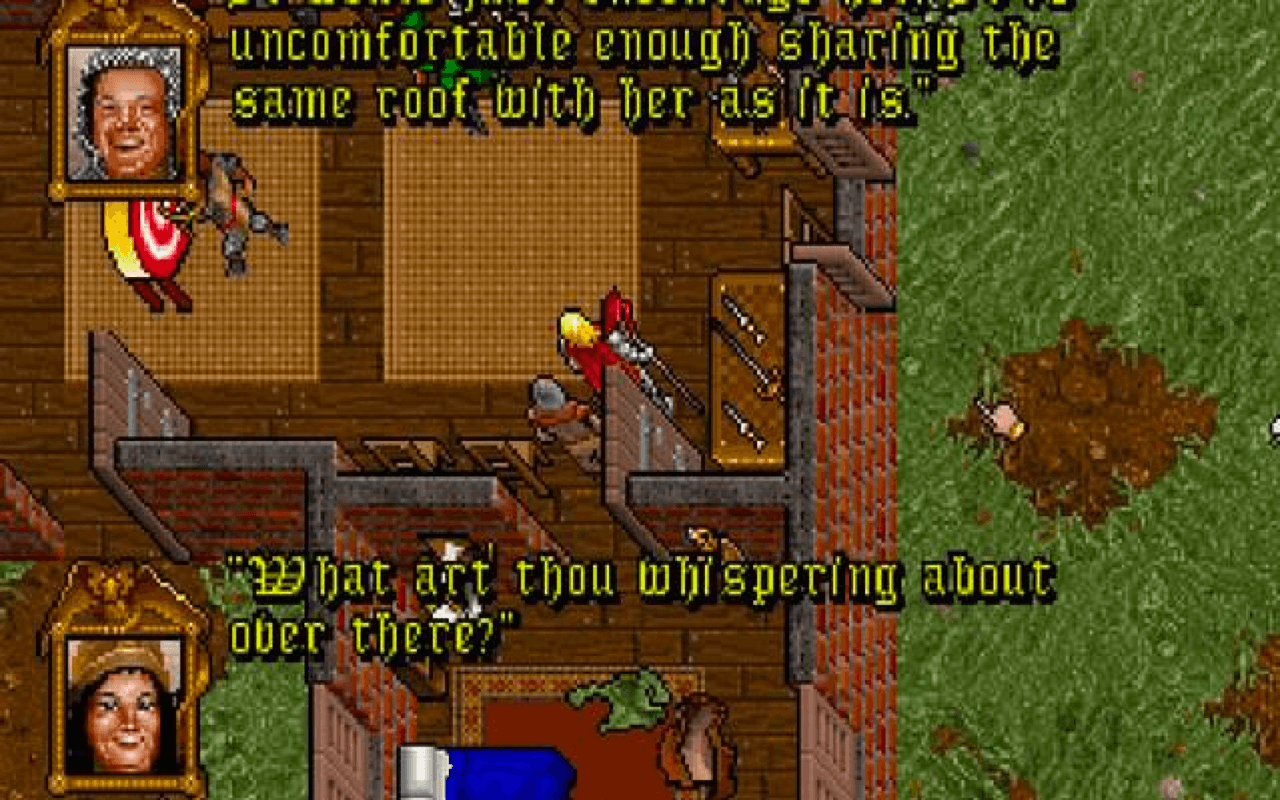 uncomfortable enough sharing the
same roof with her as it is."
"What art thou whispering about
over there?"